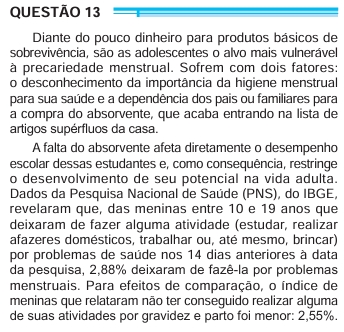 QUESTÃO 13
Diante do pouco dinheiro para produtos básicos de
sobrevivência, são as adolescentes o alvo mais vulnerável
à precariedade menstrual. Sofrem com dois fatores:
o desconhecimento da importância da higiene menstrual
para sua saúde e a dependência dos pais ou familiares para
a compra do absorvente, que acaba entrando na lista de
artigos supérfluos da casa.
A falta do absorvente afeta diretamente o desempenho
escolar dessas estudantes e, como consequência, restringe
o desenvolvimento de seu potencial na vida adulta.
Dados da Pesquisa Nacional de Saúde (PNS), do IBGE,
revelaram que, das meninas entre 10 e 19 anos que
deixaram de fazer alguma atividade (estudar, realizar
afazeres domésticos, trabalhar ou, até mesmo, brincar)
por problemas de saúde nos 14 dias anteriores à data
da pesquisa, 2,88% deixaram de fazê-la por problemas
menstruais. Para efeitos de comparação, o índice de
meninas que relataram não ter conseguido realizar alguma
de suas atividades por gravidez e parto foi menor: 2,55%.